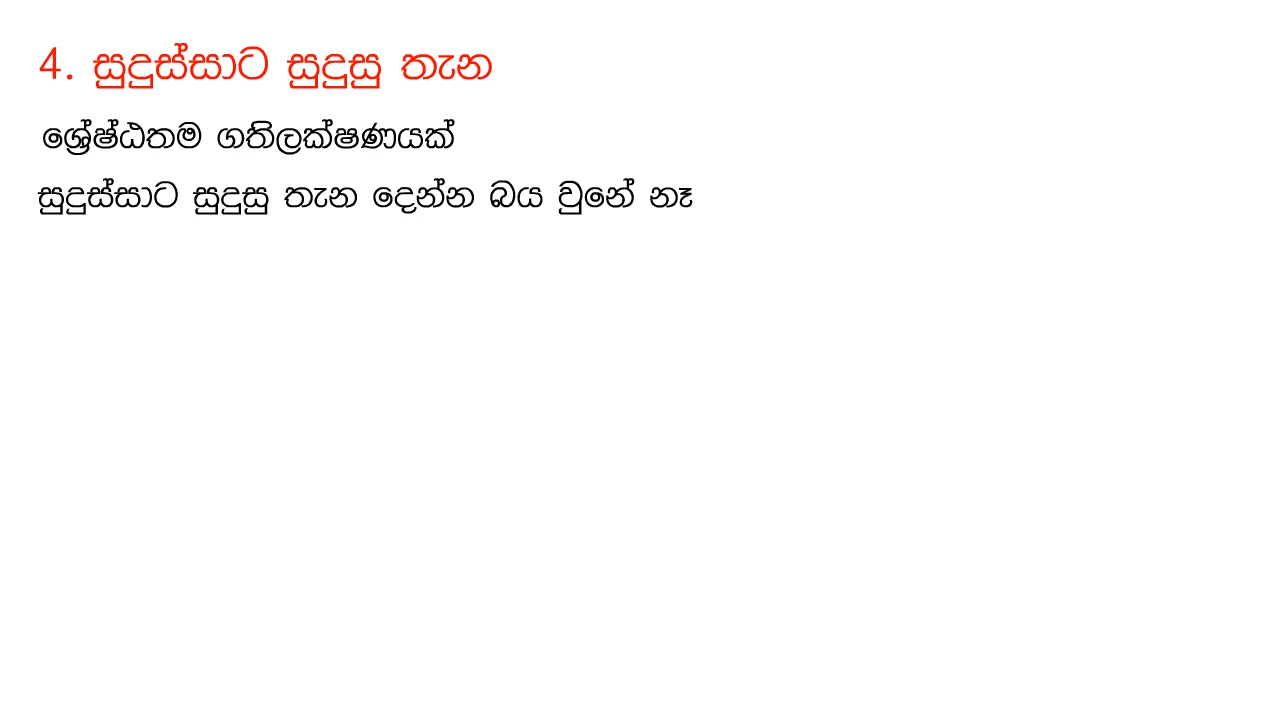 4. සුදුස්සාට සුදුසු තැන
ශ්‍රේෂ්ඨතම ගතිලක්ෂණයක්
සුදුස්සාට සුදුසු තැන දෙන්න බය වුනේ නෑ